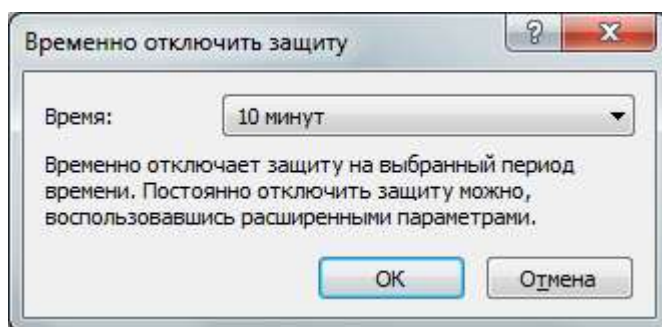 Временно отключить защиту
Время: 10 минут
Временно отключает защиту на выбранный период
времени. Постоянно отключить защиту можно,
воспользовавшись расширенными параметрами.
OK Отмена